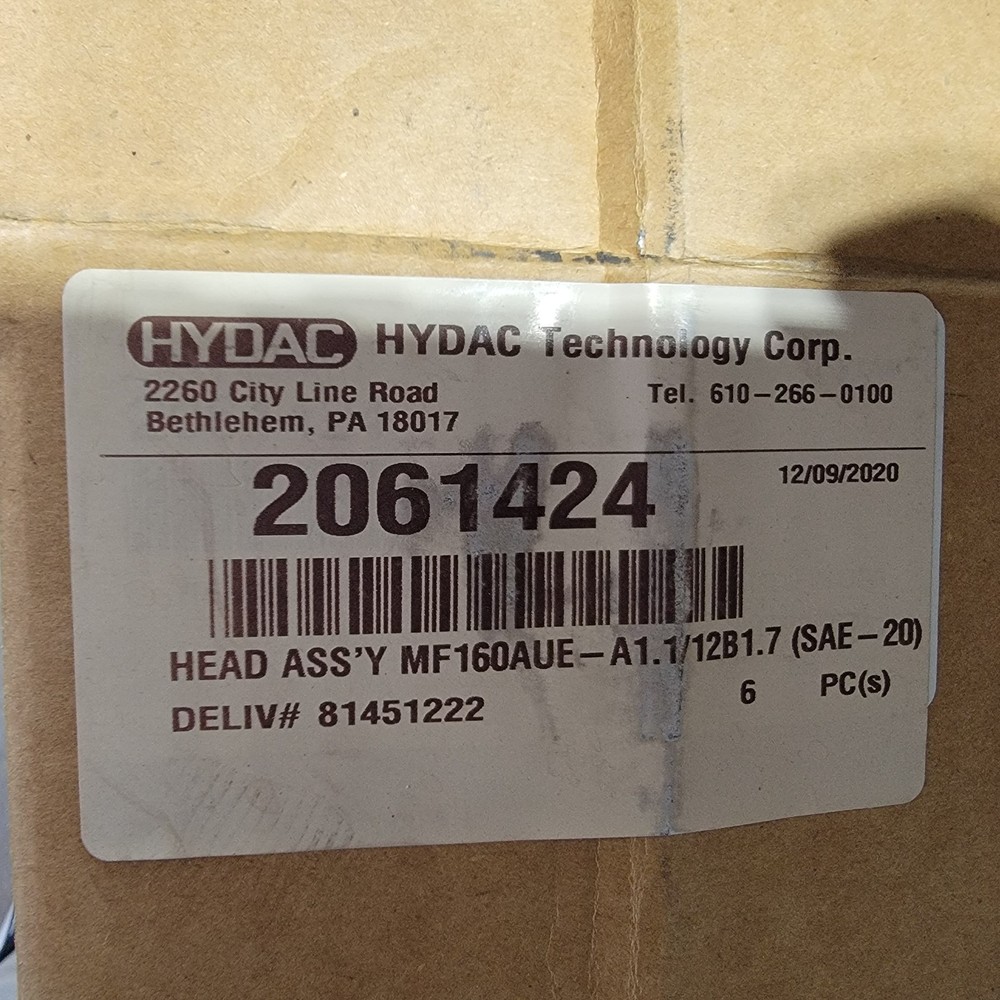 HYDAC HYDAC Technology Corp.
2260 City Line Road Tel. 610-266-0100
Bethlehem, PA 18017
2061424 12/09/2020
HEAD ASS'Y MF160AUE-A1.1/12B1.7 (SAE-20)
DELIV# 81451222 6 PC(s)